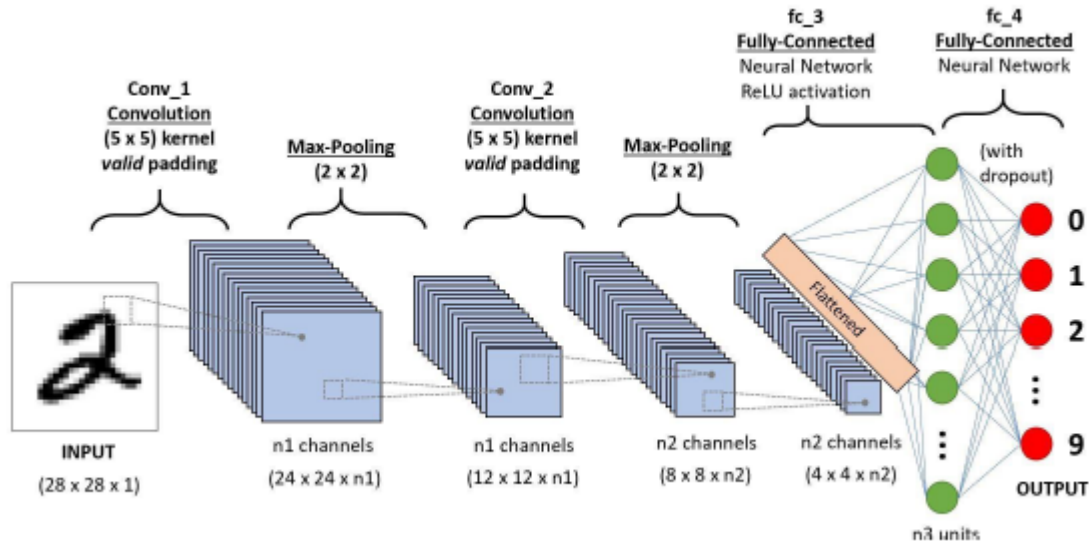 fc_3
Fully-Connected
Neural Network
ReLU activation
fc_4
Fully-Connected
Neural Network
Conv_1
Convolution
(5 x 5) kernel
valid padding
Max-Pooling
(2 x 2)
Conv_2
Convolution
(5 x 5) kernel
valid padding
Max-Pooling
(2 x 2)
(with
dropout)
0
1
2
9
Flattened
INPUT
(28 x 28 x 1)
n1 channels
(24 x 24 x n1)
n1 channels
(12 x 12 x n1)
n2 channels
(8 x 8 x n2)
n2 channels
(4 x 4 x n2)
OUTPUT
n3 units